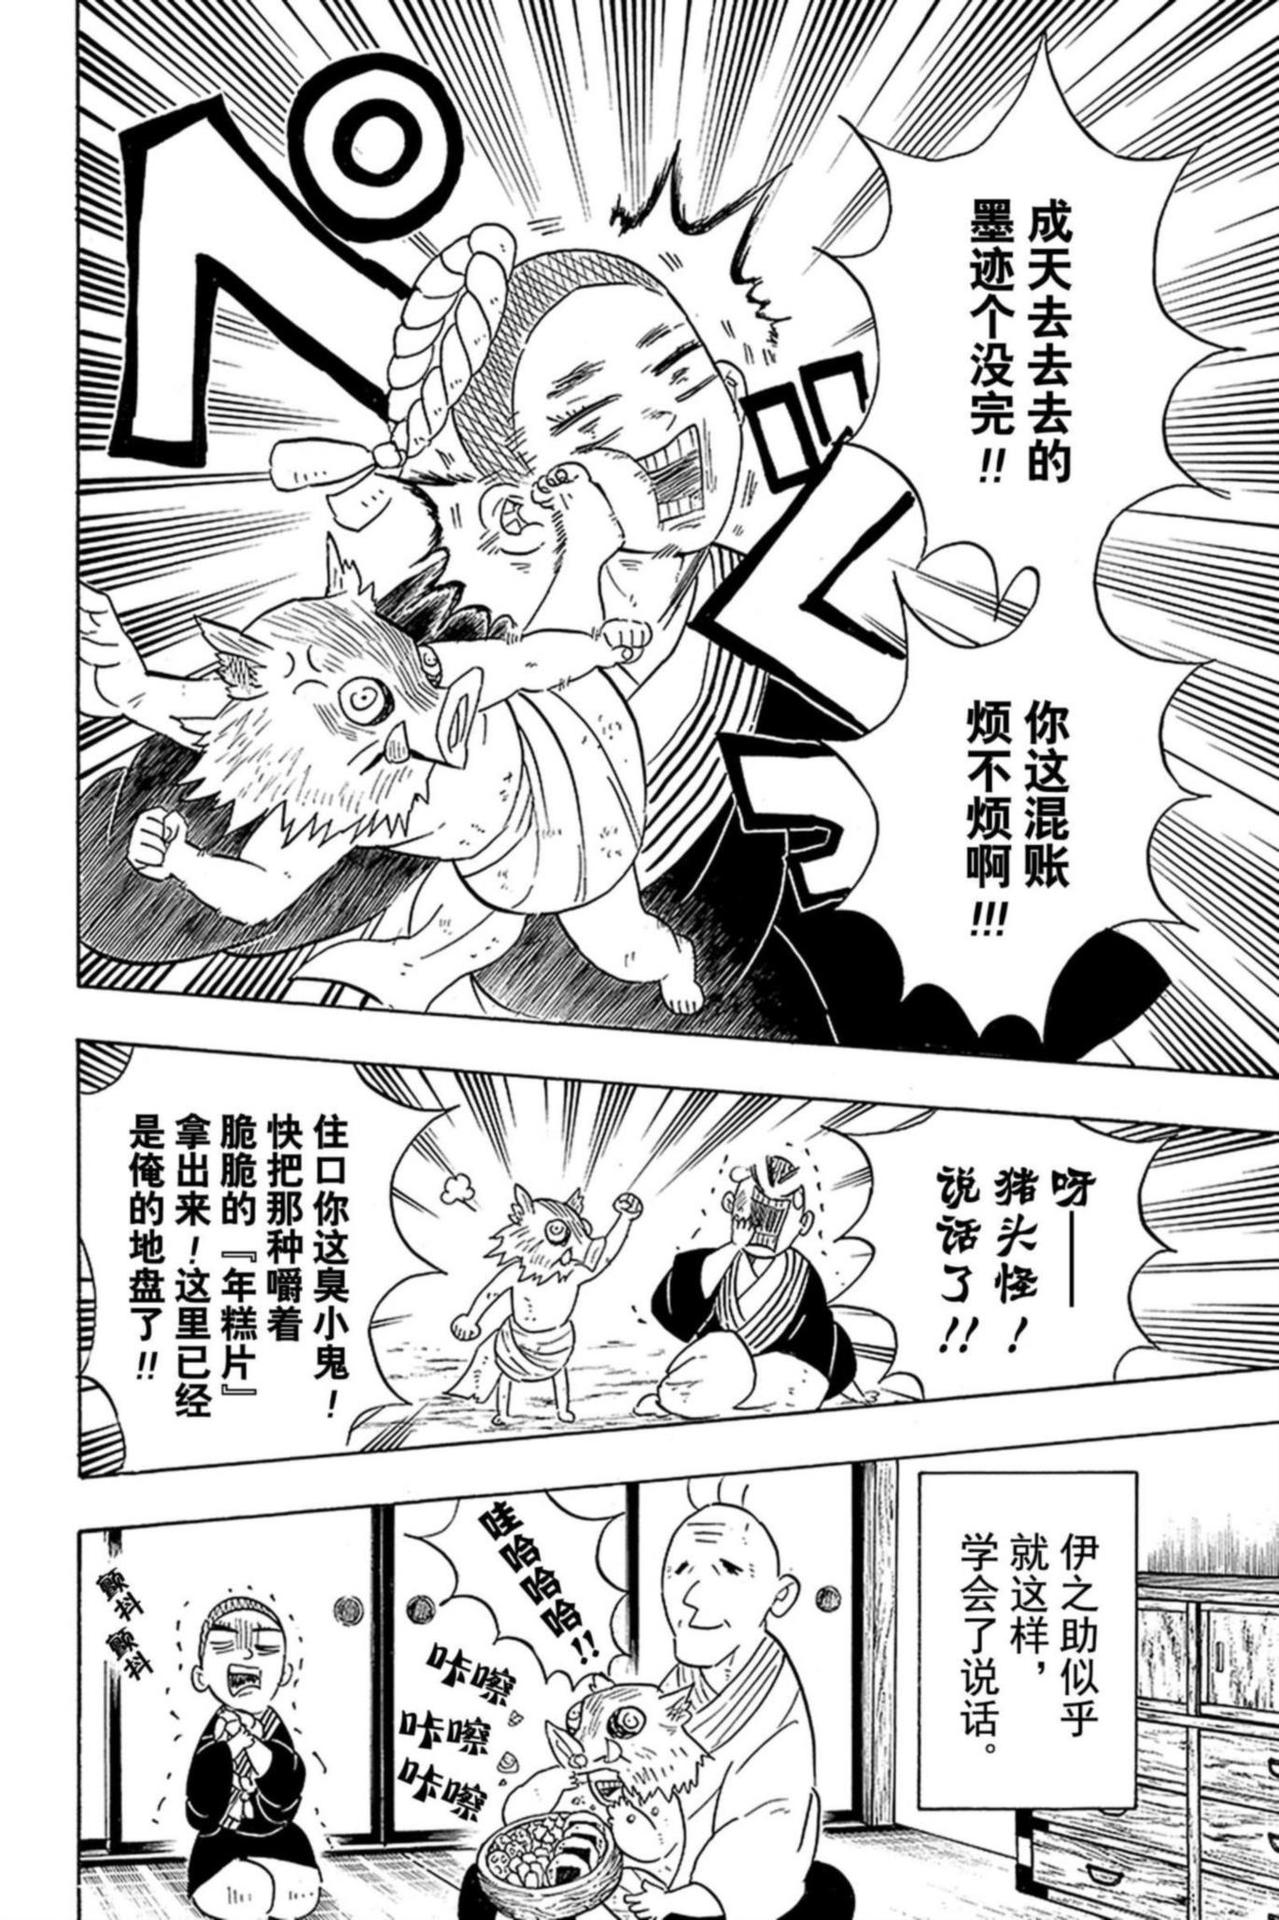 成天去去去的
墨迹个没完!!
你这混账
烦不烦啊!!!
ペロロレ
呀——
猪头怪！
说话了!!
住口你这臭小鬼！
快把那种嚼着
脆脆的『年糕片』
拿出来！这里已经
是俺的地盘了!!
伊之助似乎
就这样，
学会了说话。
哇哈哈哈!!
咔嚓
咔嚓
咔嚓
颤抖
颤抖